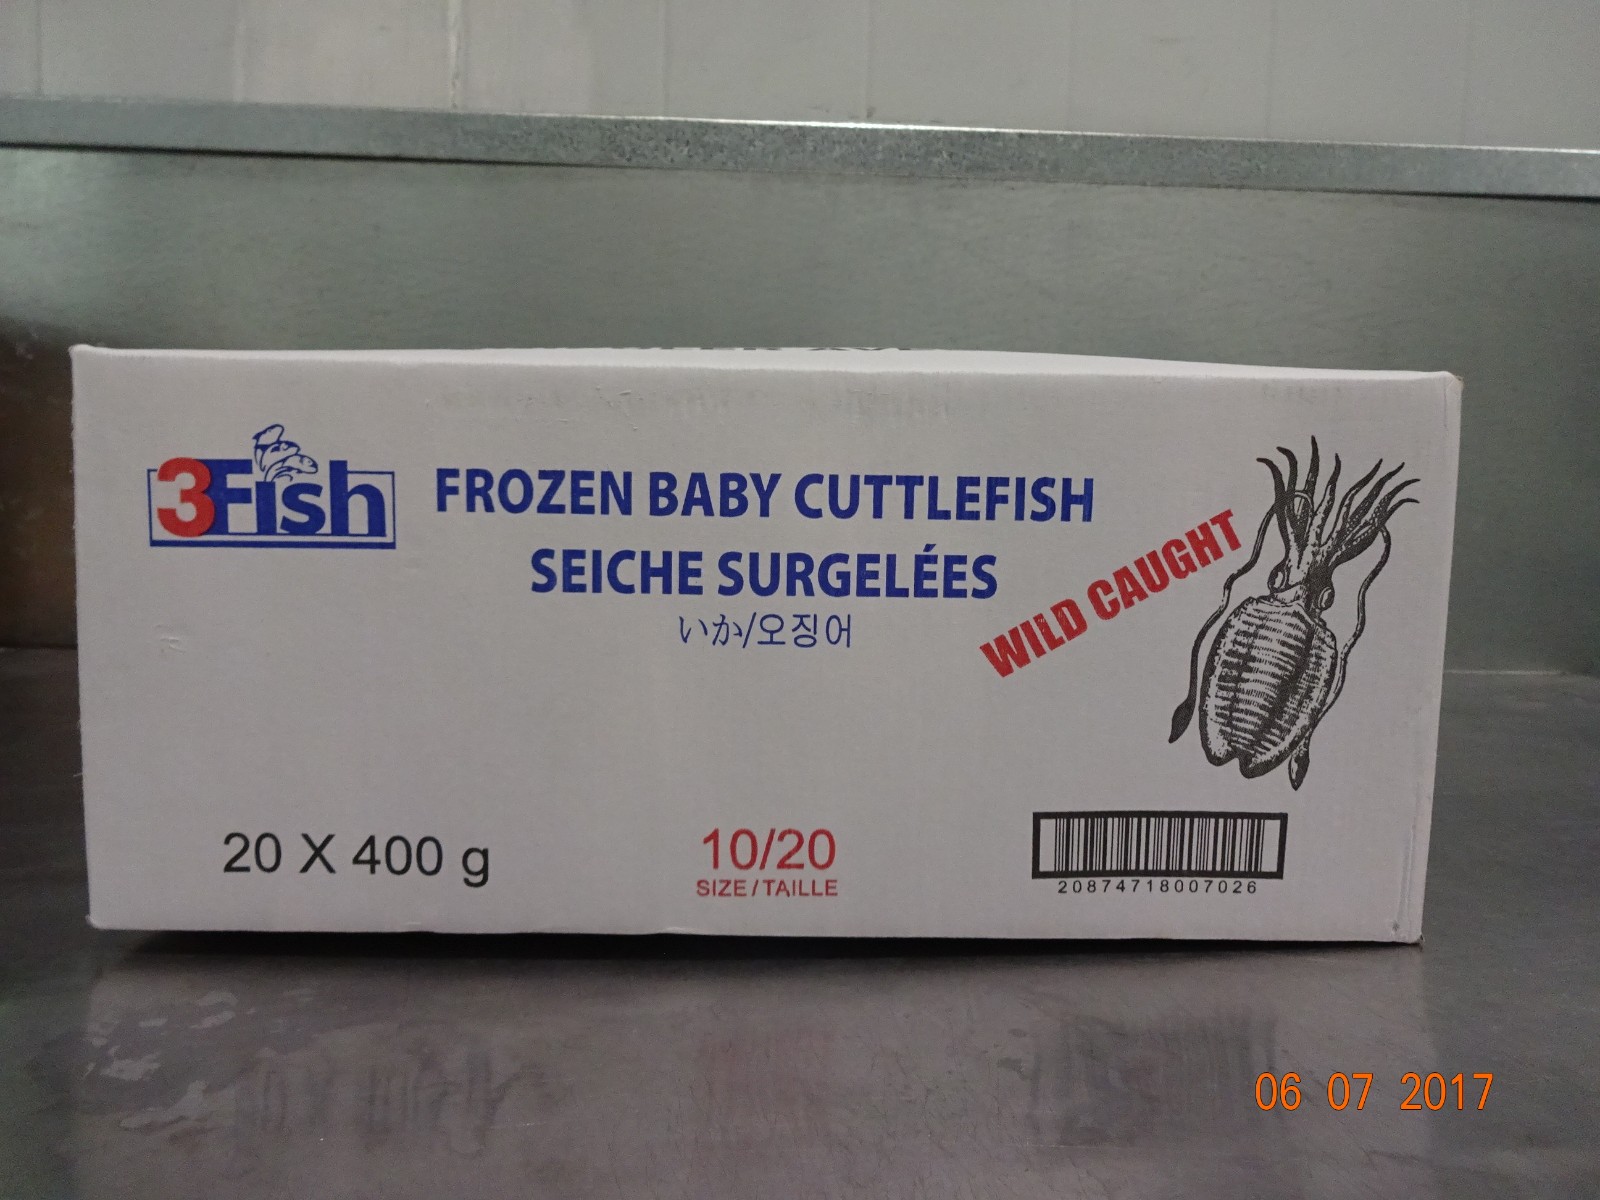 3Fish
FROZEN BABY CUTTLEFISH
SEICHE SURGELÉES
いか/오징어
WILD CAUGHT
20 X 400 g
10/20
SIZE/TAILLE
20874718007026
06 07 2017